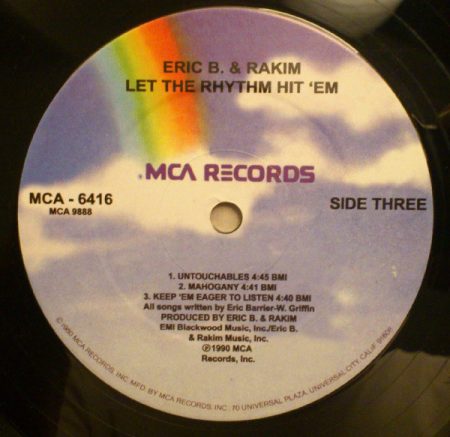 ERIC B. & RAKIM
LET THE RHYTHM HIT 'EM
MCA RECORDS
MCA - 6416
MCA 9888
SIDE THREE
1. UNTOUCHABLES 4:45 BMI
2. MAHOGANY 4:41 BMI
3. KEEP 'EM EAGER TO LISTEN 4:40 BMI
All songs written by Eric Barrier-W. Griffin
PRODUCED BY ERIC B. & RAKIM
EMI Blackwood Music, Inc./Eric B.
& Rakim Music, Inc.
℗1990 MCA
Records, Inc.
© 1990 MCA RECORDS, INC. MFD. BY MCA RECORDS, INC. 70 UNIVERSAL PLAZA, UNIVERSAL CITY, CALIF.